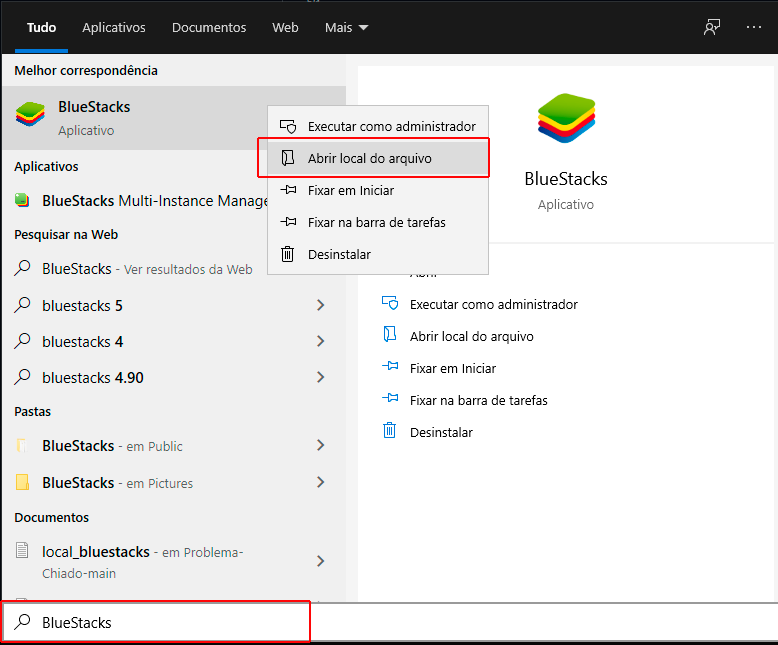 Tudo
Aplicativos
Documentos
Web
Mais
Melhor correspondência
BlueStacks
Aplicativo
Aplicativos
BlueStacks Multi-Instance Manage
Pesquisar na Web
BlueStacks - Ver resultados da Web
bluestacks 5
bluestacks 4
bluestacks 4.90
Pastas
BlueStacks - em Public
BlueStacks - em Pictures
Documentos
local_bluestacks - em Problema-
Chiado-main
BlueStacks
Executar como administrador
Abrir local do arquivo
Fixar em Iniciar
Fixar na barra de tarefas
Desinstalar
BlueStacks
Aplicativo
Executar como administrador
Abrir local do arquivo
Fixar em Iniciar
Fixar na barra de tarefas
Desinstalar